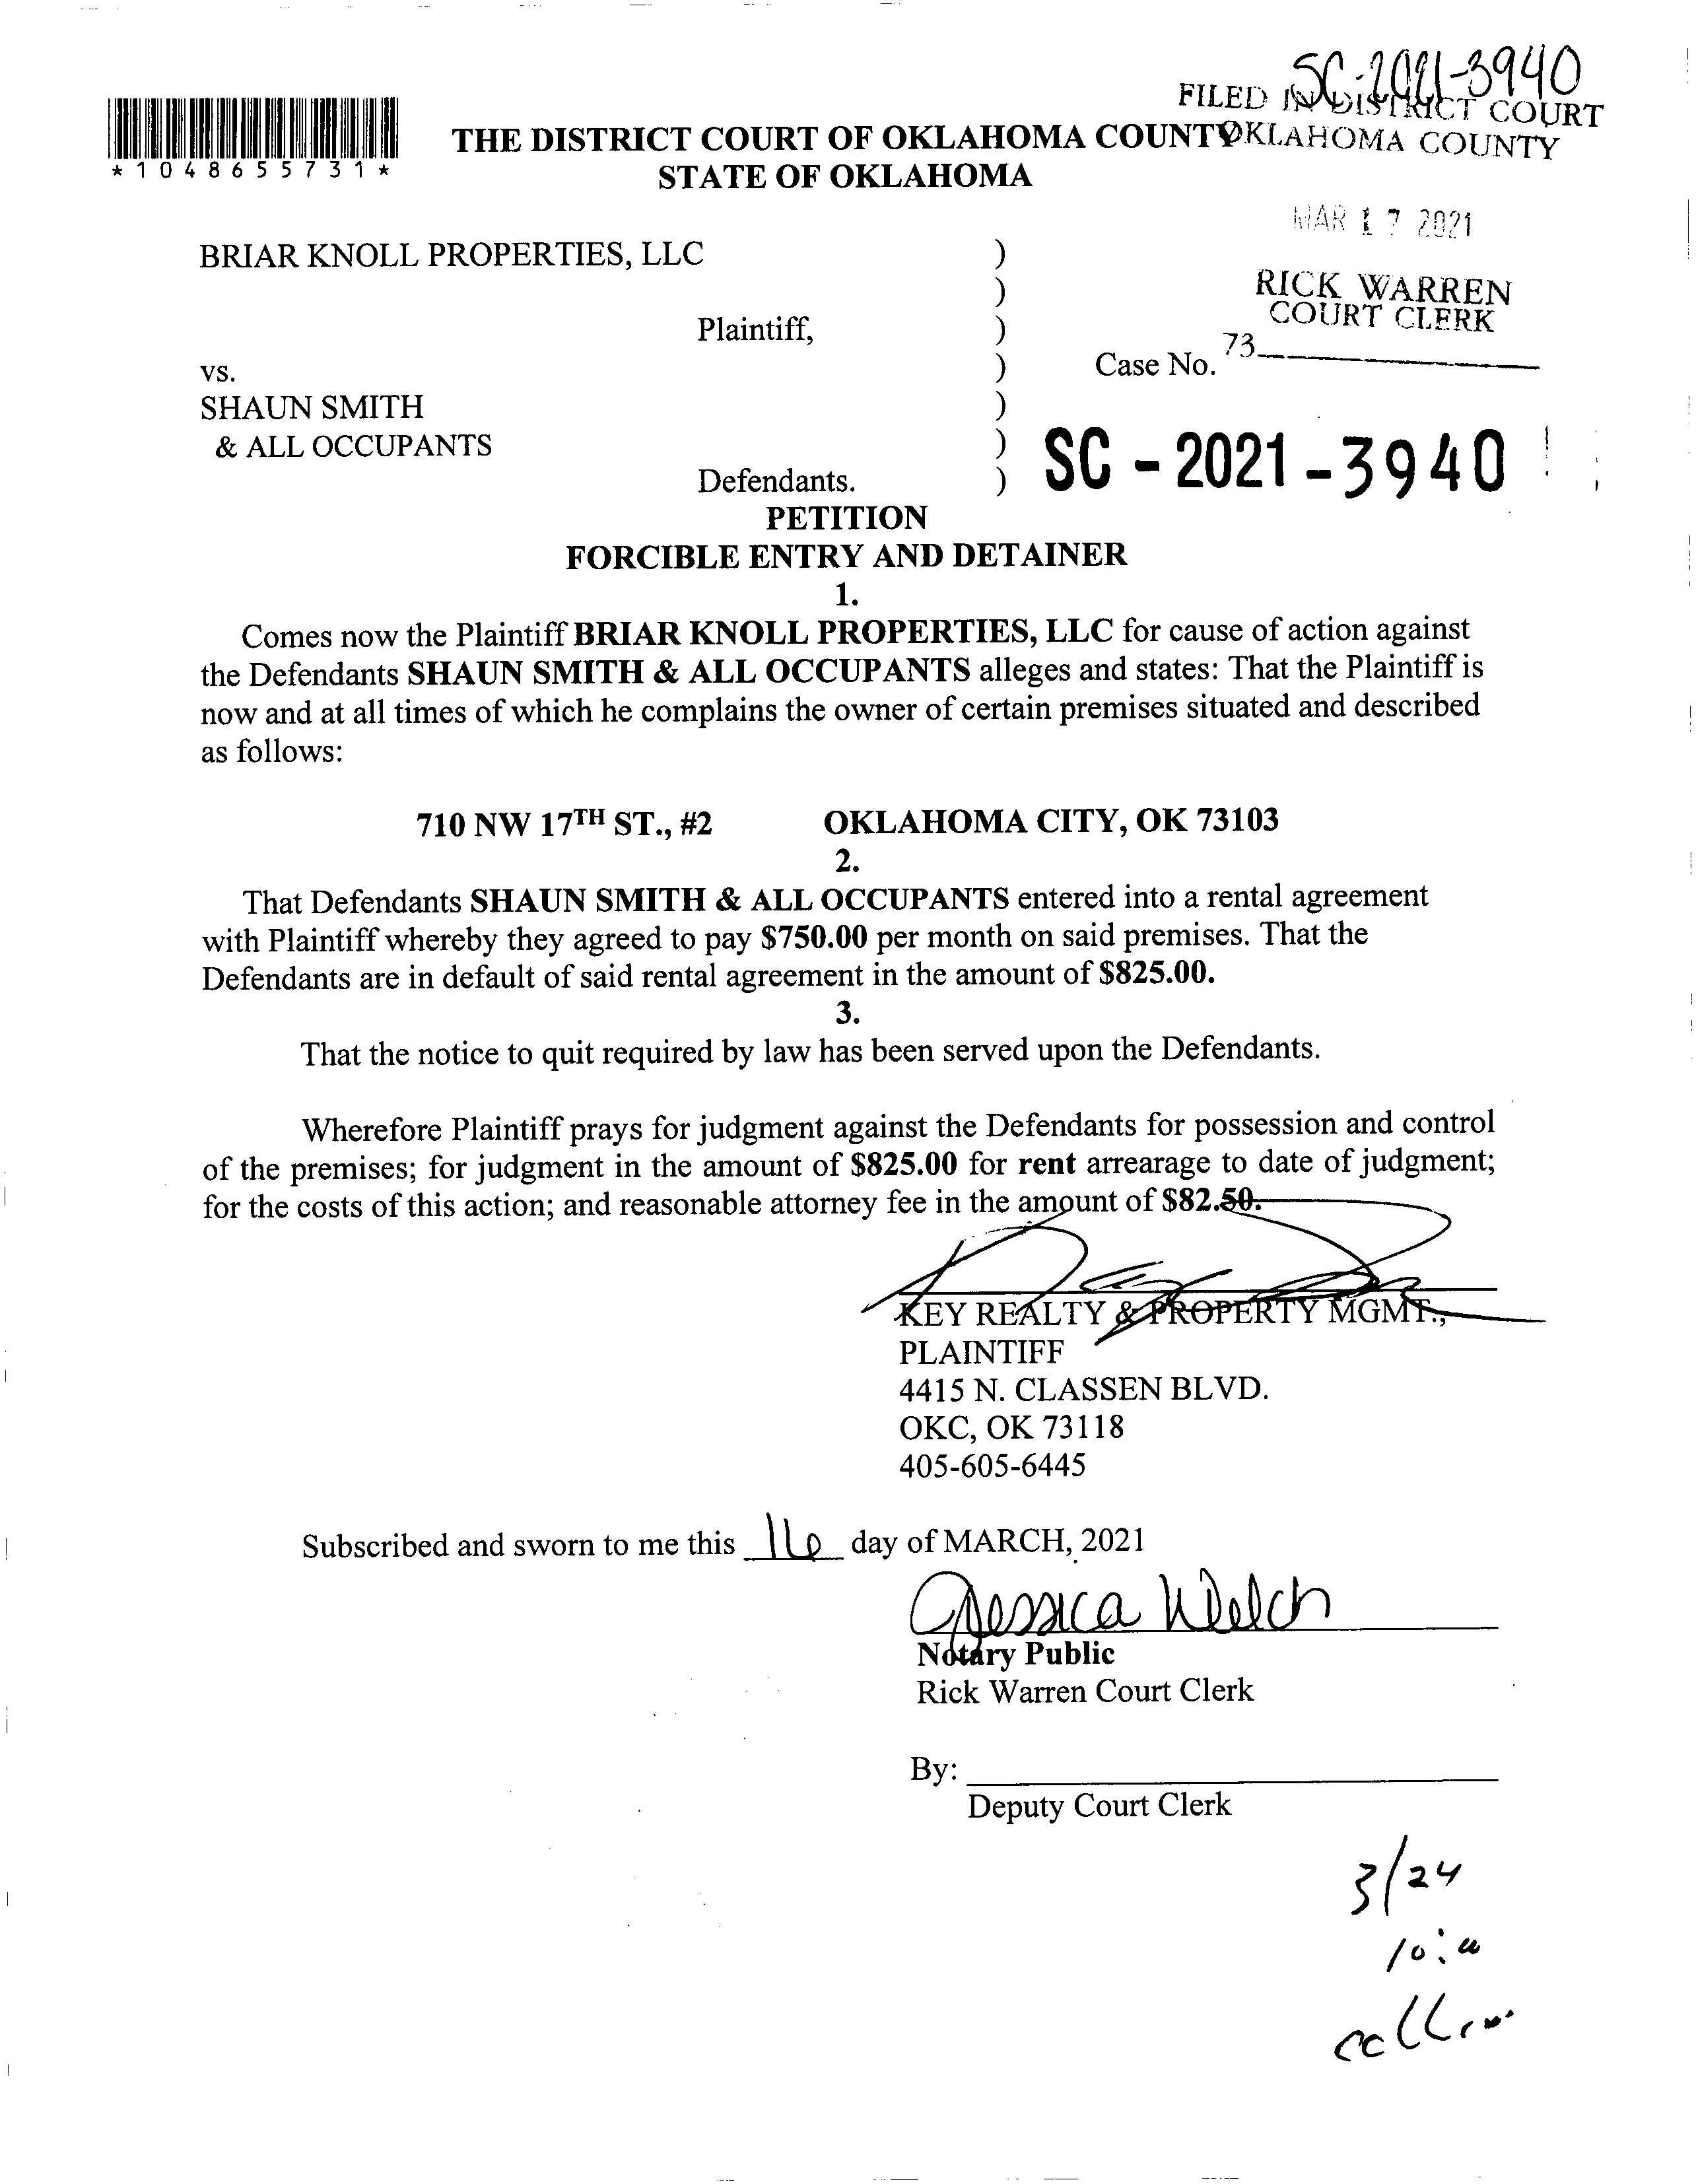 SC-2021-3940
FILED IN DISTRICT COURT
OKLAHOMA COUNTY
*1048655731*
THE DISTRICT COURT OF OKLAHOMA COUNTY
STATE OF OKLAHOMA
MAR 17 2021
BRIAR KNOLL PROPERTIES, LLC )
)
RICK WARREN
COURT CLERK
Plaintiff, )
73
vs. ) Case No.
SHAUN SMITH )
& ALL OCCUPANTS )
SC - 2021 - 3940
Defendants. )
PETITION
FORCIBLE ENTRY AND DETAINER
1.
Comes now the Plaintiff BRIAR KNOLL PROPERTIES, LLC for cause of action against
the Defendants SHAUN SMITH & ALL OCCUPANTS alleges and states: That the Plaintiff is
now and at all times of which he complains the owner of certain premises situated and described
as follows:
710 NW 17TH ST., #2 OKLAHOMA CITY, OK 73103
2.
That Defendants SHAUN SMITH & ALL OCCUPANTS entered into a rental agreement
with Plaintiff whereby they agreed to pay $750.00 per month on said premises. That the
Defendants are in default of said rental agreement in the amount of $825.00.
3.
That the notice to quit required by law has been served upon the Defendants.
Wherefore Plaintiff prays for judgment against the Defendants for possession and control
of the premises; for judgment in the amount of $825.00 for rent arrearage to date of judgment;
for the costs of this action; and reasonable attorney fee in the amount of $82.50.
KEY REALTY & PROPERTY MGMT.,
PLAINTIFF
4415 N. CLASSEN BLVD.
OKC, OK 73118
405-605-6445
Subscribed and sworn to me this 16 day of MARCH, 2021
Jessica Welch
Notary Public
Rick Warren Court Clerk
By:
Deputy Court Clerk
3/24